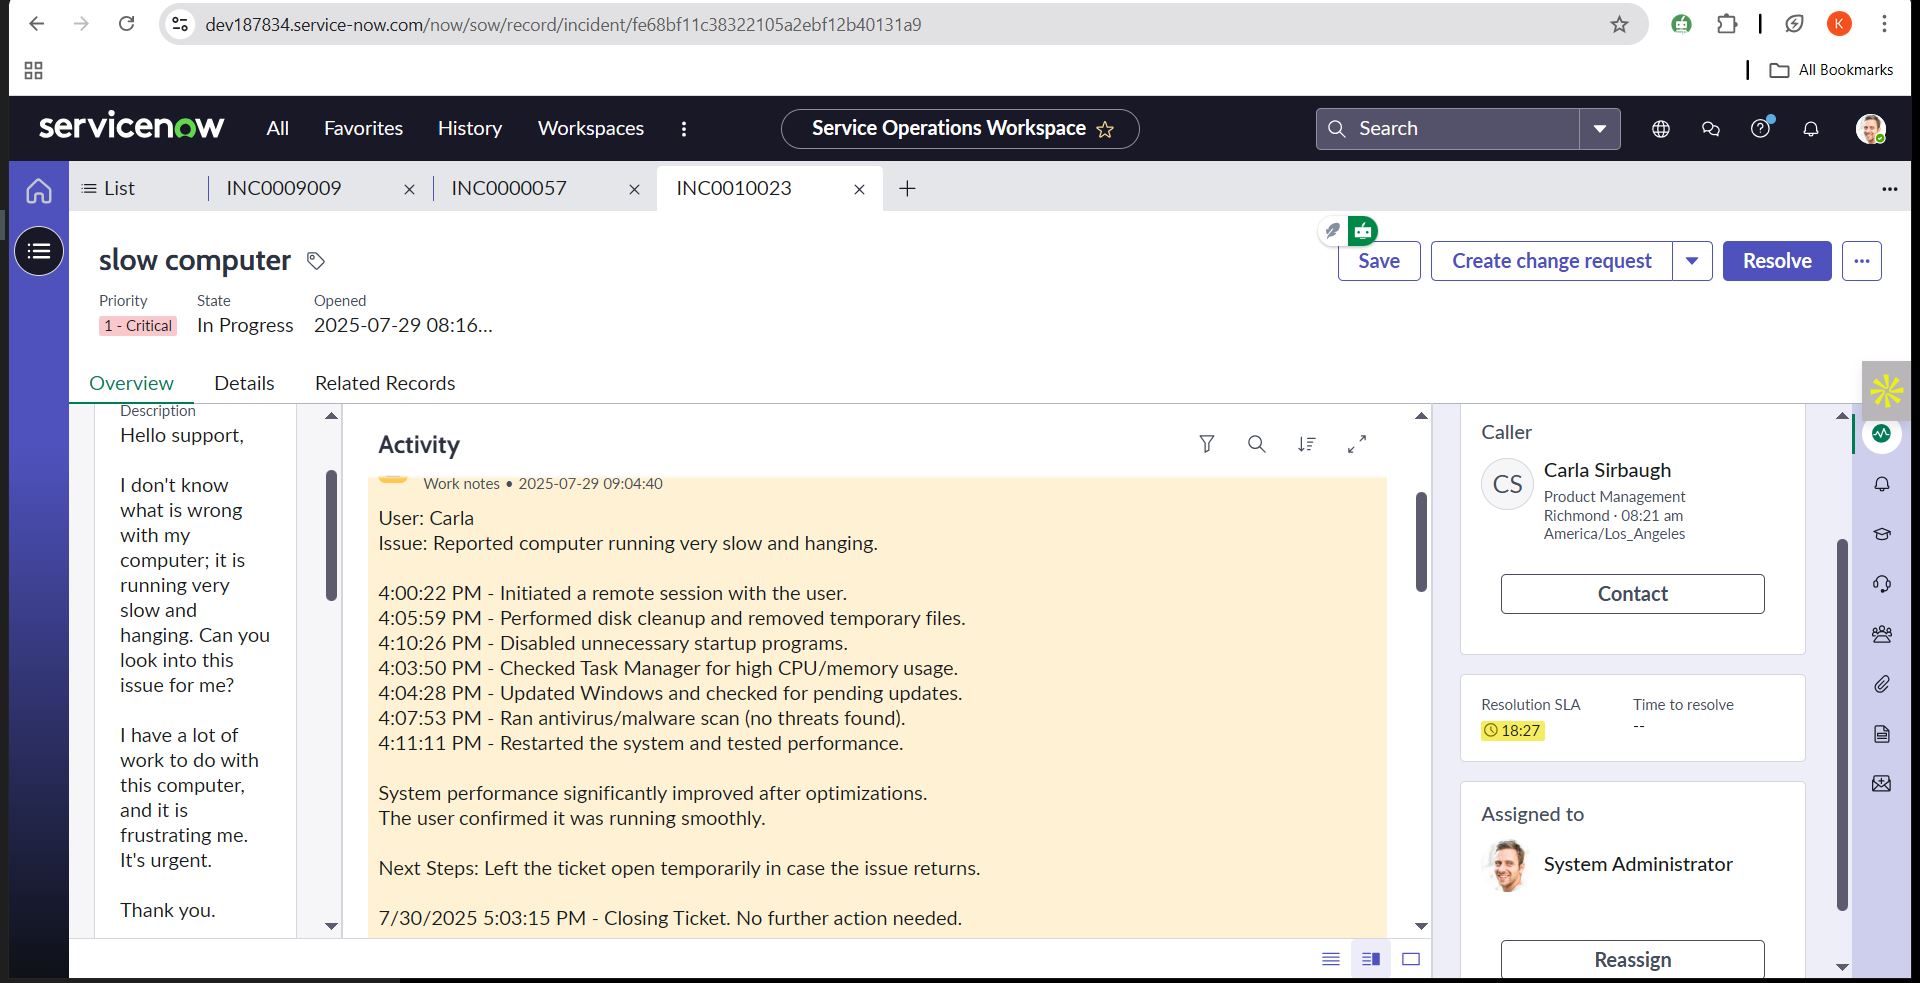 dev187834.service-now.com/now/sow/record/incident/fe68bf11c38322105a2ebf12b40131a9
K
All Bookmarks
servicenow
All
Favorites
History
Workspaces
Service Operations Workspace
Search
List
INC0009009
INC0000057
INC0010023
slow computer
Save
Create change request
Resolve
Priority
State
Opened
1 - Critical
In Progress
2025-07-29 08:16...
Overview
Details
Related Records
Description
Hello support,
I don't know
what is wrong
with my
computer; it is
running very
slow and
hanging. Can you
look into this
issue for me?
I have a lot of
work to do with
this computer,
and it is
frustrating me.
It's urgent.
Thank you.
Activity
Work notes • 2025-07-29 09:04:40
User: Carla
Issue: Reported computer running very slow and hanging.
4:00:22 PM - Initiated a remote session with the user.
4:05:59 PM - Performed disk cleanup and removed temporary files.
4:10:26 PM - Disabled unnecessary startup programs.
4:03:50 PM - Checked Task Manager for high CPU/memory usage.
4:04:28 PM - Updated Windows and checked for pending updates.
4:07:53 PM - Ran antivirus/malware scan (no threats found).
4:11:11 PM - Restarted the system and tested performance.
System performance significantly improved after optimizations.
The user confirmed it was running smoothly.
Next Steps: Left the ticket open temporarily in case the issue returns.
7/30/2025 5:03:15 PM - Closing Ticket. No further action needed.
Caller
CS
Carla Sirbaugh
Product Management
Richmond · 08:21 am
America/Los_Angeles
Contact
Resolution SLA
Time to resolve
18:27
--
Assigned to
System Administrator
Reassign